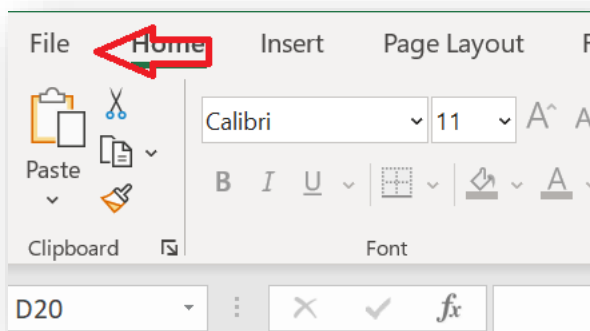 File Home Insert Page Layout
Calibri 11 A A
Paste B I U A
Clipboard Font
D20 fx